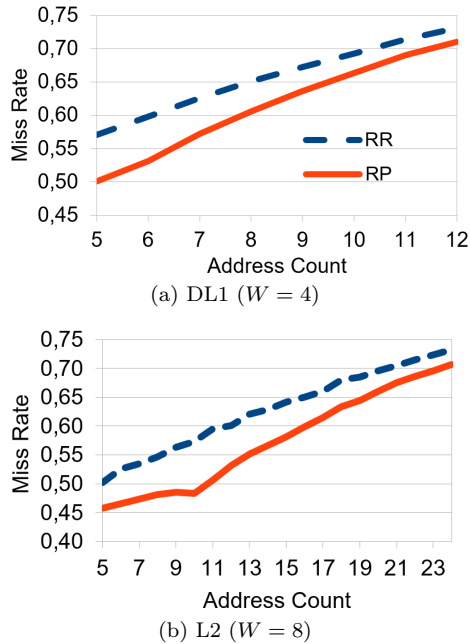 0,75
0,70
0,65
0,60
0,55
0,50
0,45
Miss Rate
RR
RP
5 6 7 8 9 10 11 12
Address Count
(a) DL1 (W = 4)
0,75
0,70
0,65
0,60
0,55
0,50
0,45
0,40
Miss Rate
5 7 9 11 13 15 17 19 21 23
Address Count
(b) L2 (W = 8)